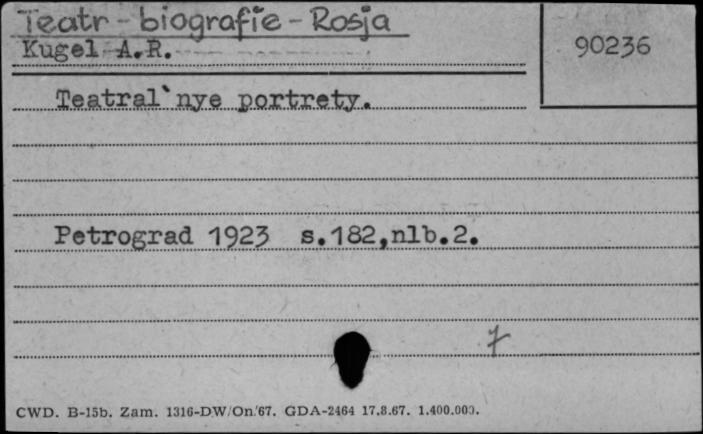 Teatr - biografie - Rosja
Kugel A.R.
90236
Teatral`nye portrety.
Petrograd 1923 s.182,nlb.2.
7
CWD. B-15b. Zam. 1316-DW/On/67. GDA-2464 17.8.67. 1.400.000.